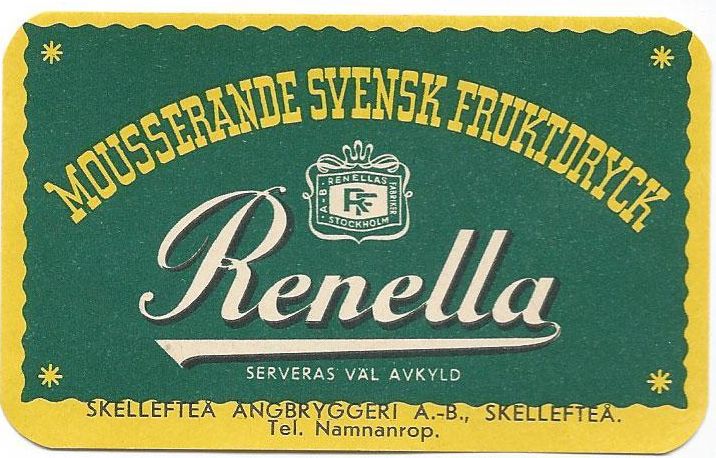 MOUSSERANDE SVENSK FRUKTDRYCK
A.-B. RENELLAS FABRIKER
RF
STOCKHOLM
Renella
SERVERAS VÄL AVKYLD
SKELLEFTEÅ ÅNGBRYGGERI A.-B., SKELLEFTEÅ.
Tel. Namnanrop.